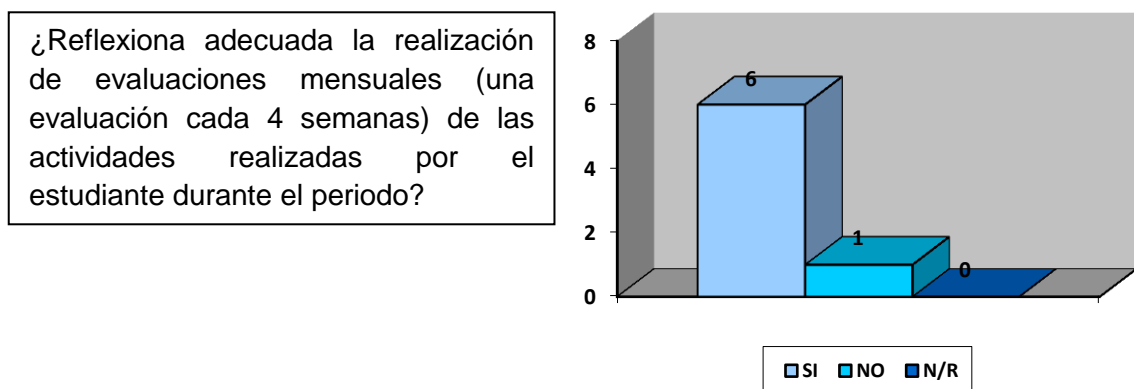 ¿Reflexiona adecuada la realización
de evaluaciones mensuales (una
evaluación cada 4 semanas) de las
actividades realizadas por el
estudiante durante el periodo?
8
6
4
2
0
6
1
0
SI NO N/R